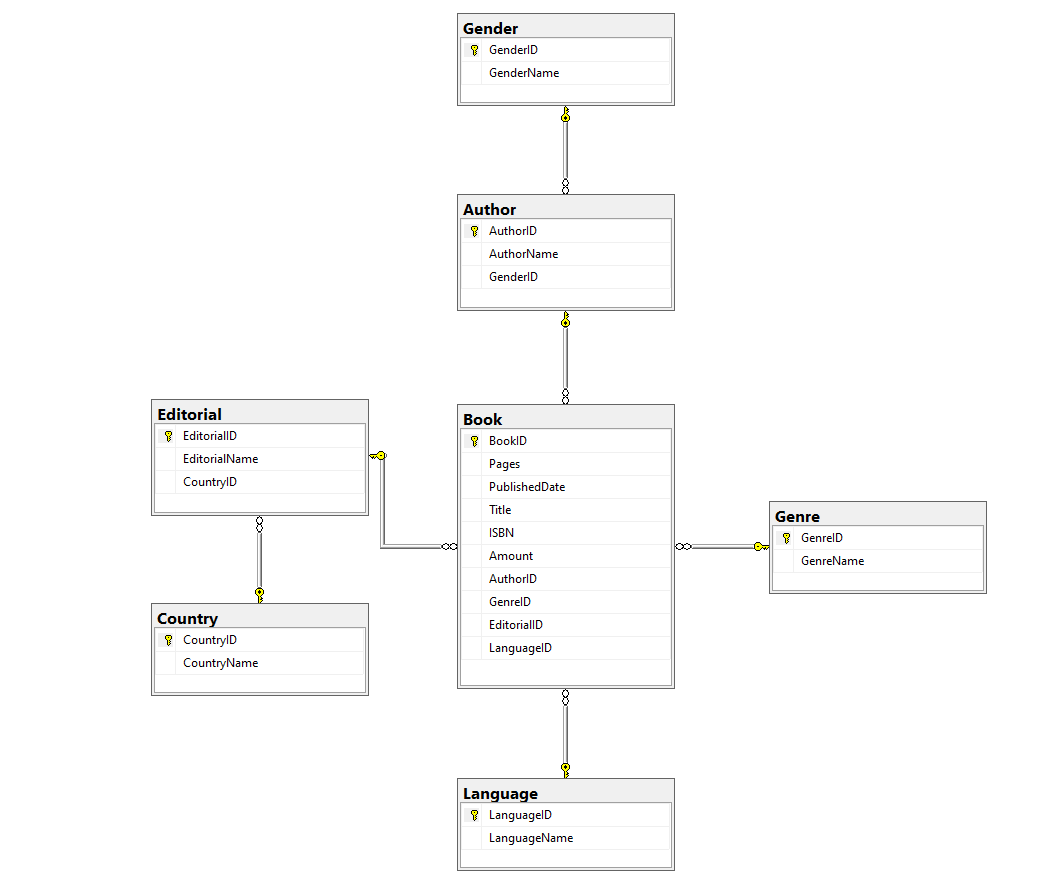 Gender
GenderID
GenderName
Author
AuthorID
AuthorName
GenderID
Editorial
EditorialID
EditorialName
CountryID
Book
BookID
Pages
PublishedDate
Title
ISBN
Amount
AuthorID
GenreID
EditorialID
LanguageID
Genre
GenreID
GenreName
Country
CountryID
CountryName
Language
LanguageID
LanguageName